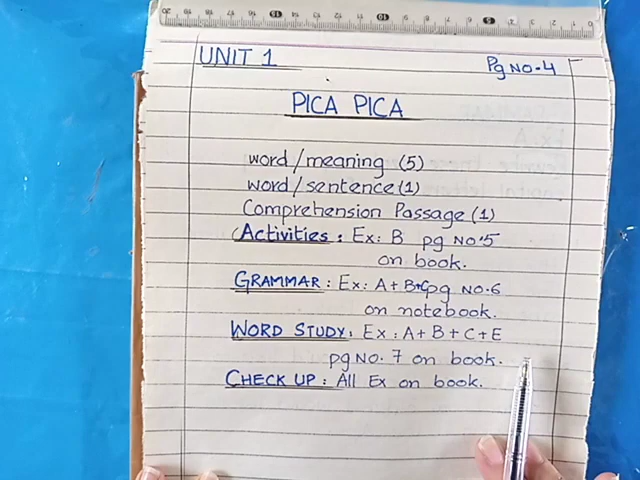 UNIT 1
Pg NO-4
PICA PICA
word/meaning (5)
word/sentence (1)
Comprehension Passage (1)
Activities: Ex: B pg NO.5
on book.
GRAMMAR: Ex: A+B+C pg NO.6
on notebook.
WORD STUDY: Ex: A+B+C+E
pg NO. 7 on book.
CHECK UP: All Ex on book.